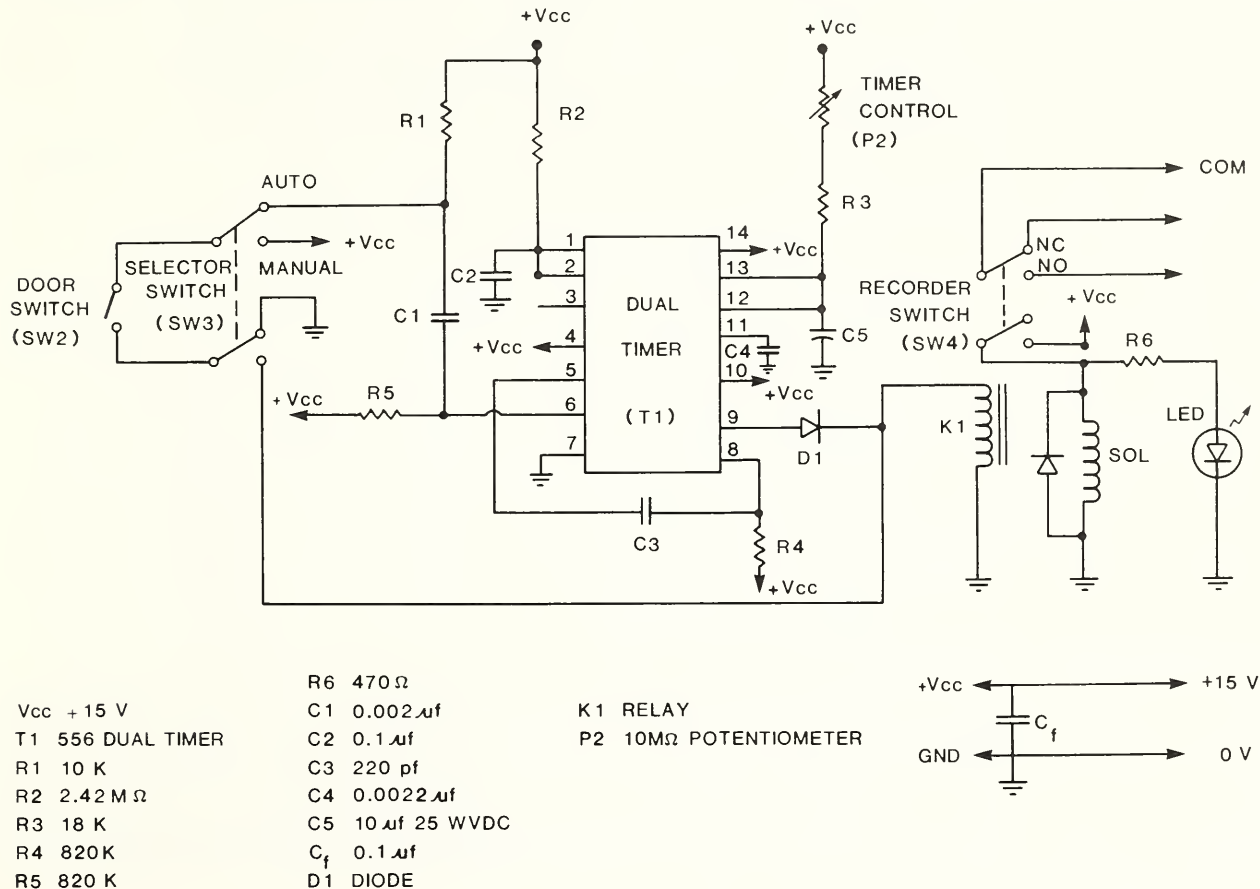 +Vcc
+Vcc
TIMER
CONTROL
(P2)
R1
R2
R3
COM
AUTO
+Vcc
MANUAL
SELECTOR
SWITCH
(SW3)
DOOR
SWITCH
(SW2)
C1
C2
1
2
3
4
5
6
7
14
13
12
11
10
9
8
DUAL
TIMER
(T1)
+Vcc
+Vcc
+Vcc
+Vcc
C4
C5
NC
NO
RECORDER
SWITCH
(SW4)
+Vcc
R6
R5
D1
K1
SOL
LED
C3
R4
+Vcc
Vcc +15 V
T1 556 DUAL TIMER
R1 10 K
R2 2.42 M Ω
R3 18 K
R4 820K
R5 820 K
R6 470 Ω
C1 0.002 uf
C2 0.1 uf
C3 220 pf
C4 0.0022 uf
C5 10 uf 25 WVDC
Cf 0.1 uf
D1 DIODE
K1 RELAY
P2 10MΩ POTENTIOMETER
+Vcc
+15 V
Cf
GND
0 V